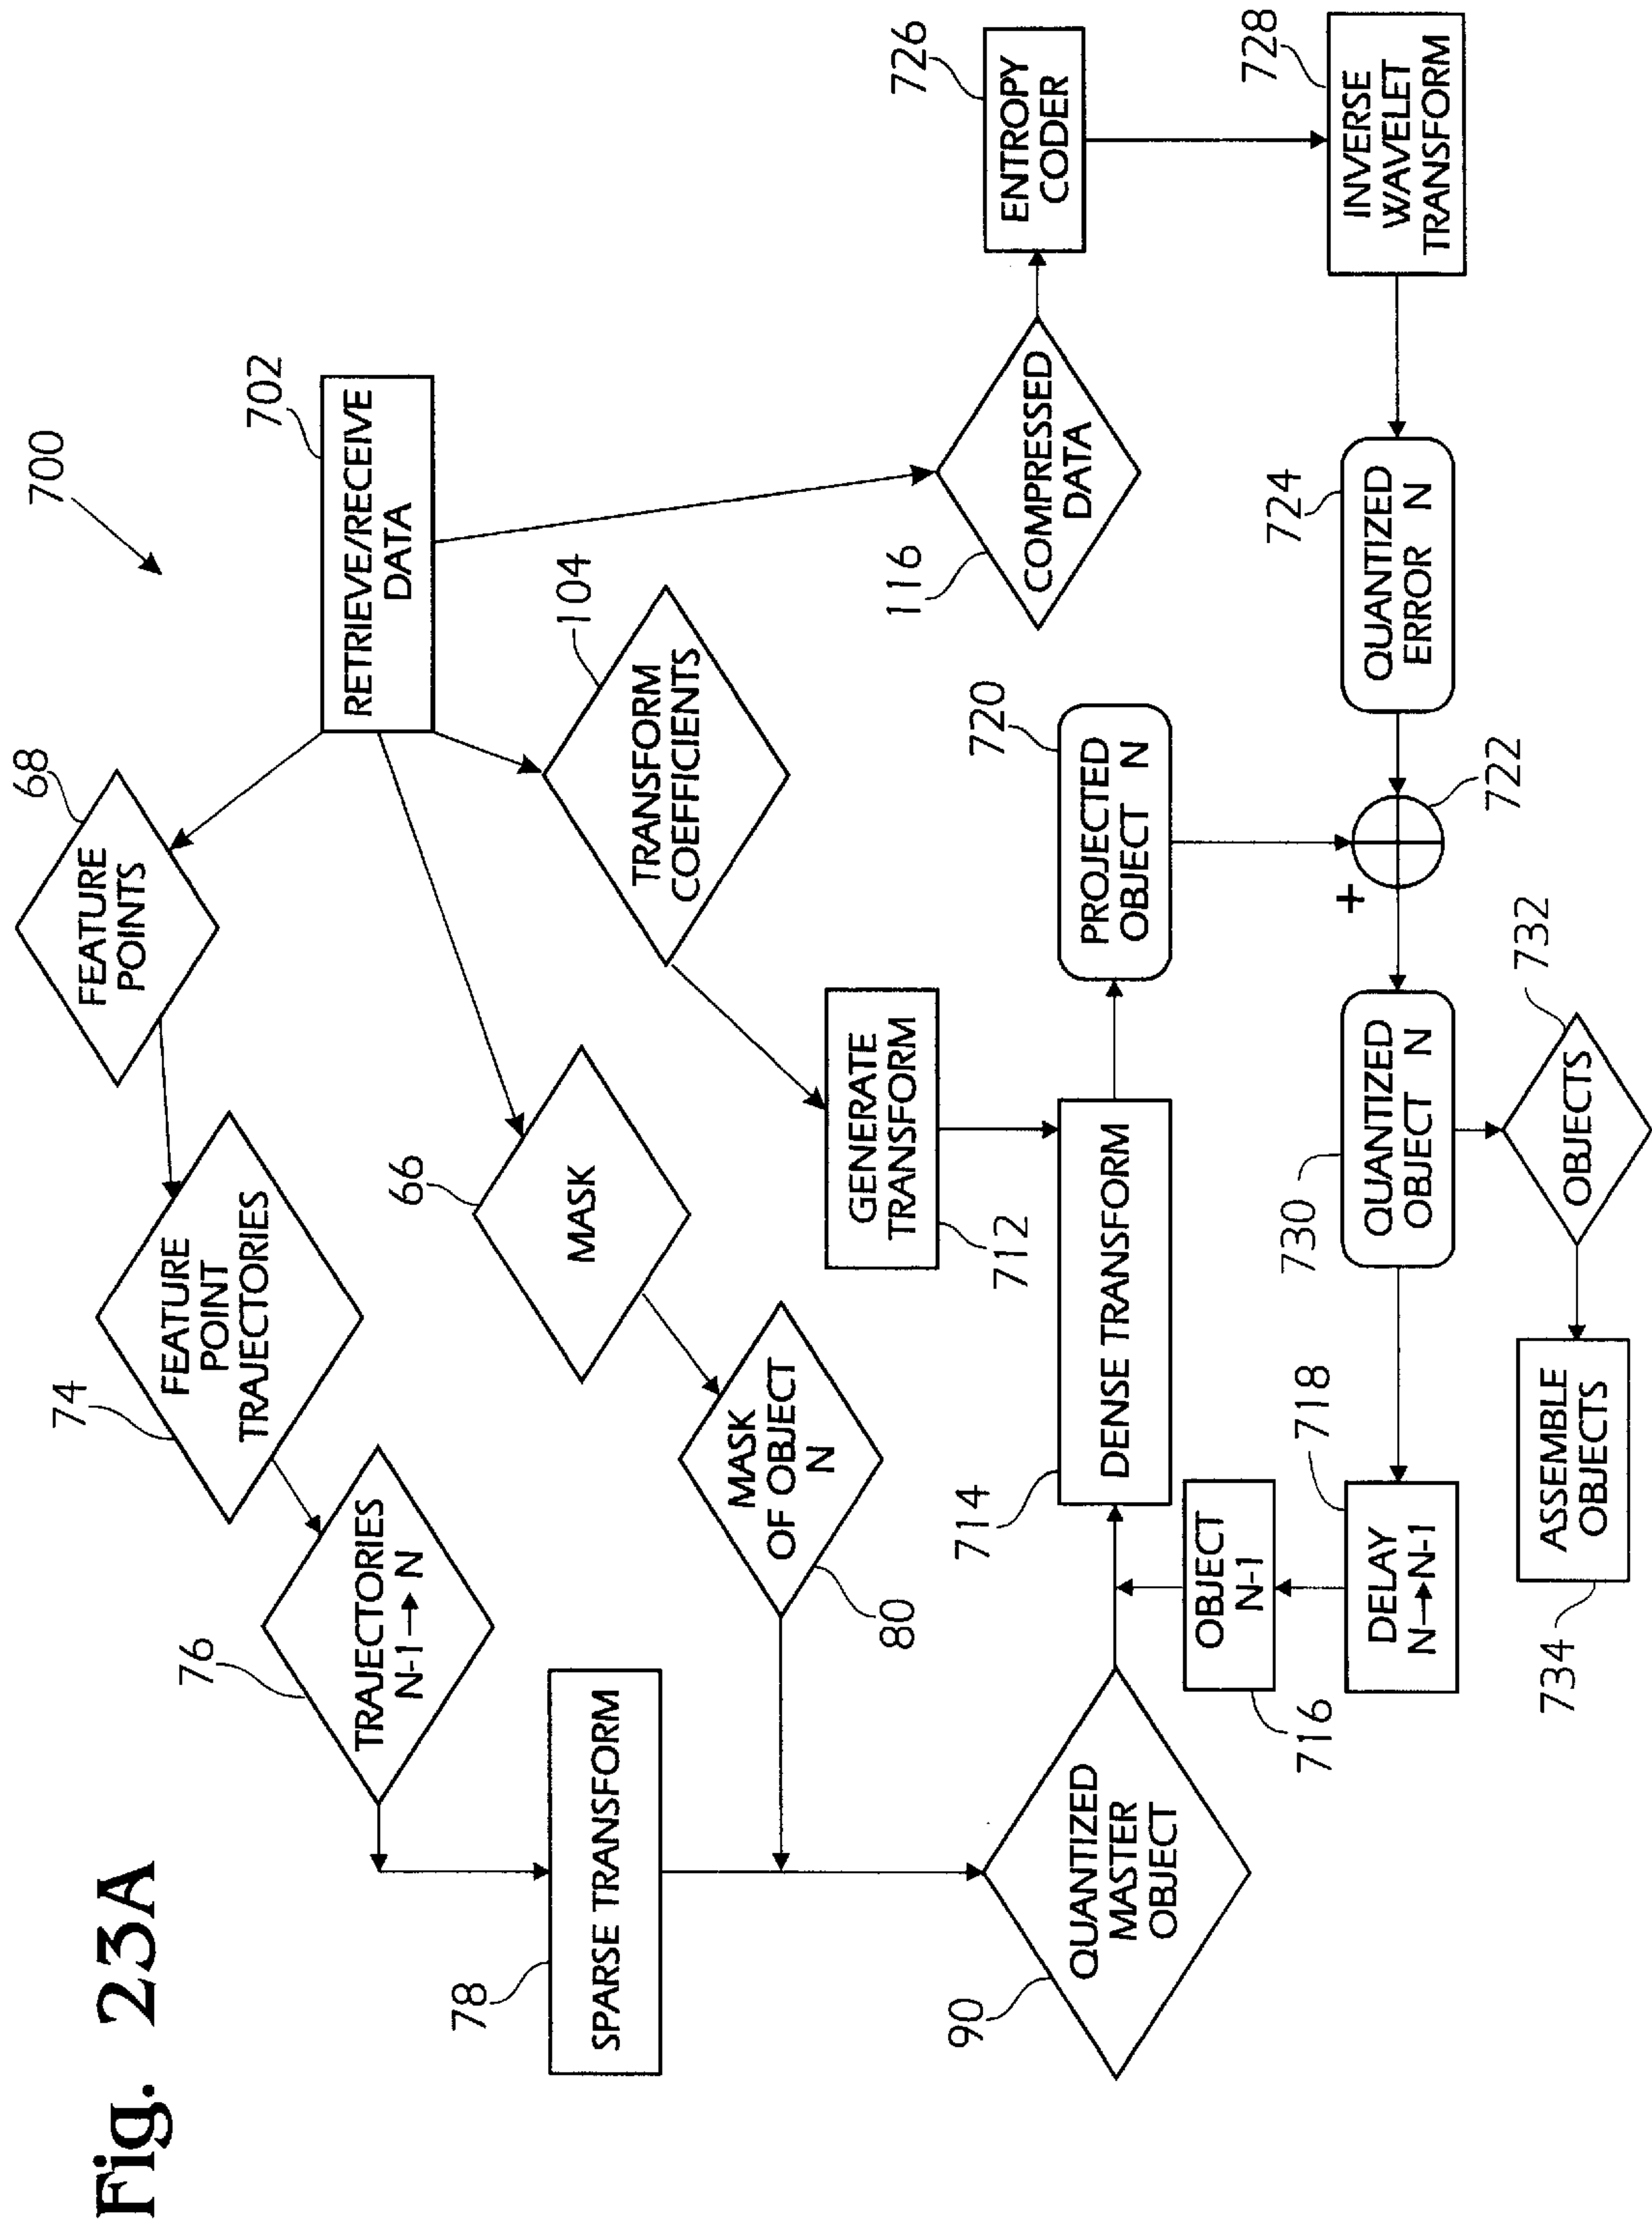 Fig. 23A
700
702
RETRIEVE/RECEIVE
DATA
68
FEATURE
POINTS
74
FEATURE
POINT
TRAJECTORIES
76
TRAJECTORIES
N-1→N
78
SPARSE TRANSFORM
66
MASK
80
MASK
OF OBJECT
N
104
TRANSFORM
COEFFICIENTS
GENERATE
TRANSFORM
712
90
QUANTIZED
MASTER
OBJECT
714
DENSE TRANSFORM
720
PROJECTED
OBJECT N
116
COMPRESSED
DATA
726
ENTROPY
CODER
728
INVERSE
WAVELET
TRANSFORM
724
QUANTIZED
ERROR N
722
+
730
QUANTIZED
OBJECT N
OBJECT
N-1
716
718
DELAY
N→N-1
732
OBJECTS
734
ASSEMBLE
OBJECTS